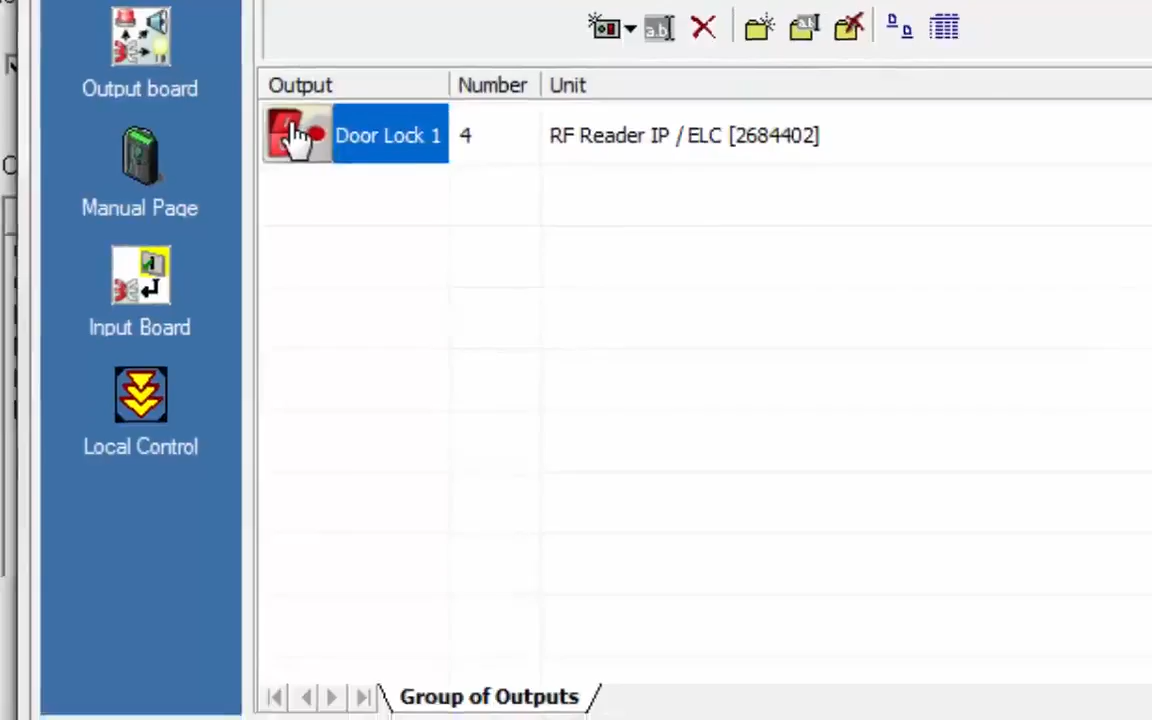 Output board
Manual Page
Input Board
Local Control
Output Number Unit
Door Lock 1 4 RF Reader IP / ELC [2684402]
Group of Outputs